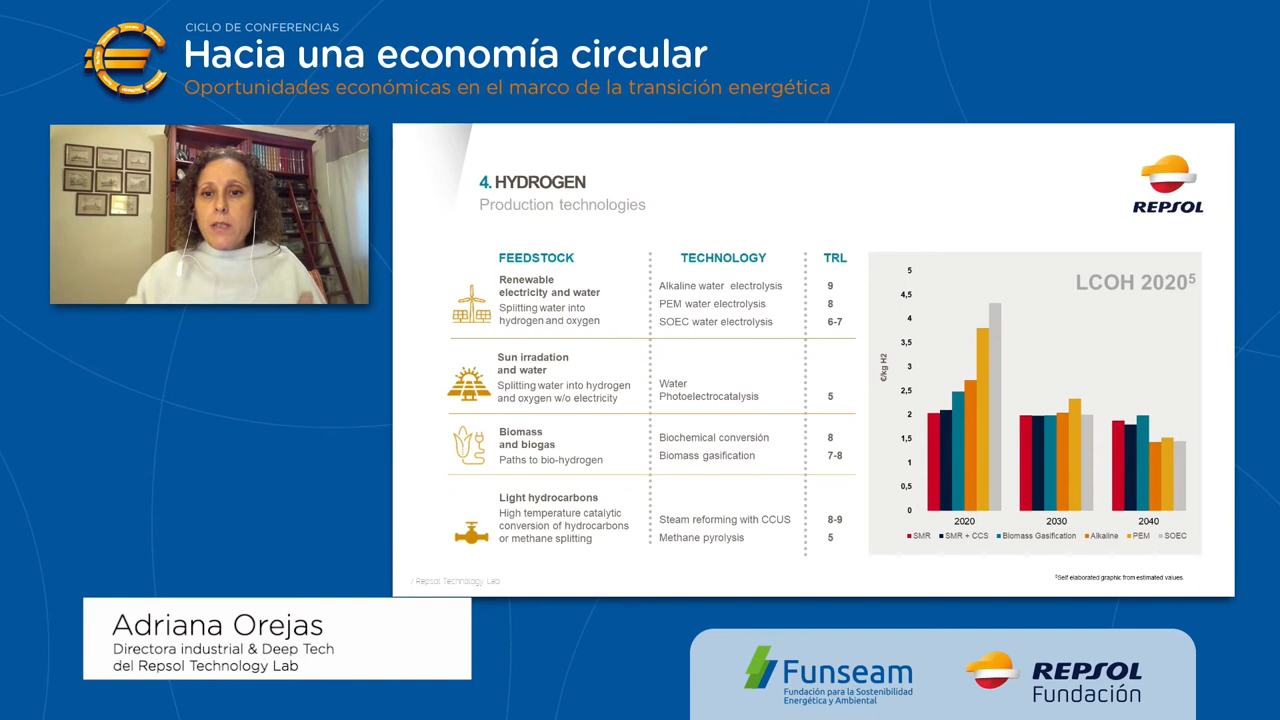 CICLO DE CONFERENCIAS
Hacia una economía circular
Oportunidades económicas en el marco de la transición energética
4. HYDROGEN
Production technologies
REPSOL
FEEDSTOCK
TECHNOLOGY
TRL
Renewable
electricity and water
Splitting water into
hydrogen and oxygen
Alkaline water electrolysis
9
PEM water electrolysis
8
SOEC water electrolysis
6-7
Sun irradation
and water
Splitting water into hydrogen
and oxygen w/o electricity
Water
Photoelectrocatalysis
5
Biomass
and biogas
Paths to bio-hydrogen
Biochemical conversión
8
Biomass gasification
7-8
Light hydrocarbons
High temperature catalytic
conversion of hydrocarbons
or methane splitting
Steam reforming with CCUS
8-9
Methane pyrolysis
5
LCOH 2020⁵
€/kg H2
5
4,5
4
3,5
3
2,5
2
1,5
1
0,5
0
2020
2030
2040
SMR
SMR + CCS
Biomass Gasification
Alkaline
PEM
SOEC
⁵Self elaborated graphic from estimated values.
/ Repsol Technology Lab
Adriana Orejas
Directora industrial & Deep Tech
del Repsol Technology Lab
Funseam
Fundación para la Sostenibilidad
Energética y Ambiental
REPSOL
Fundación